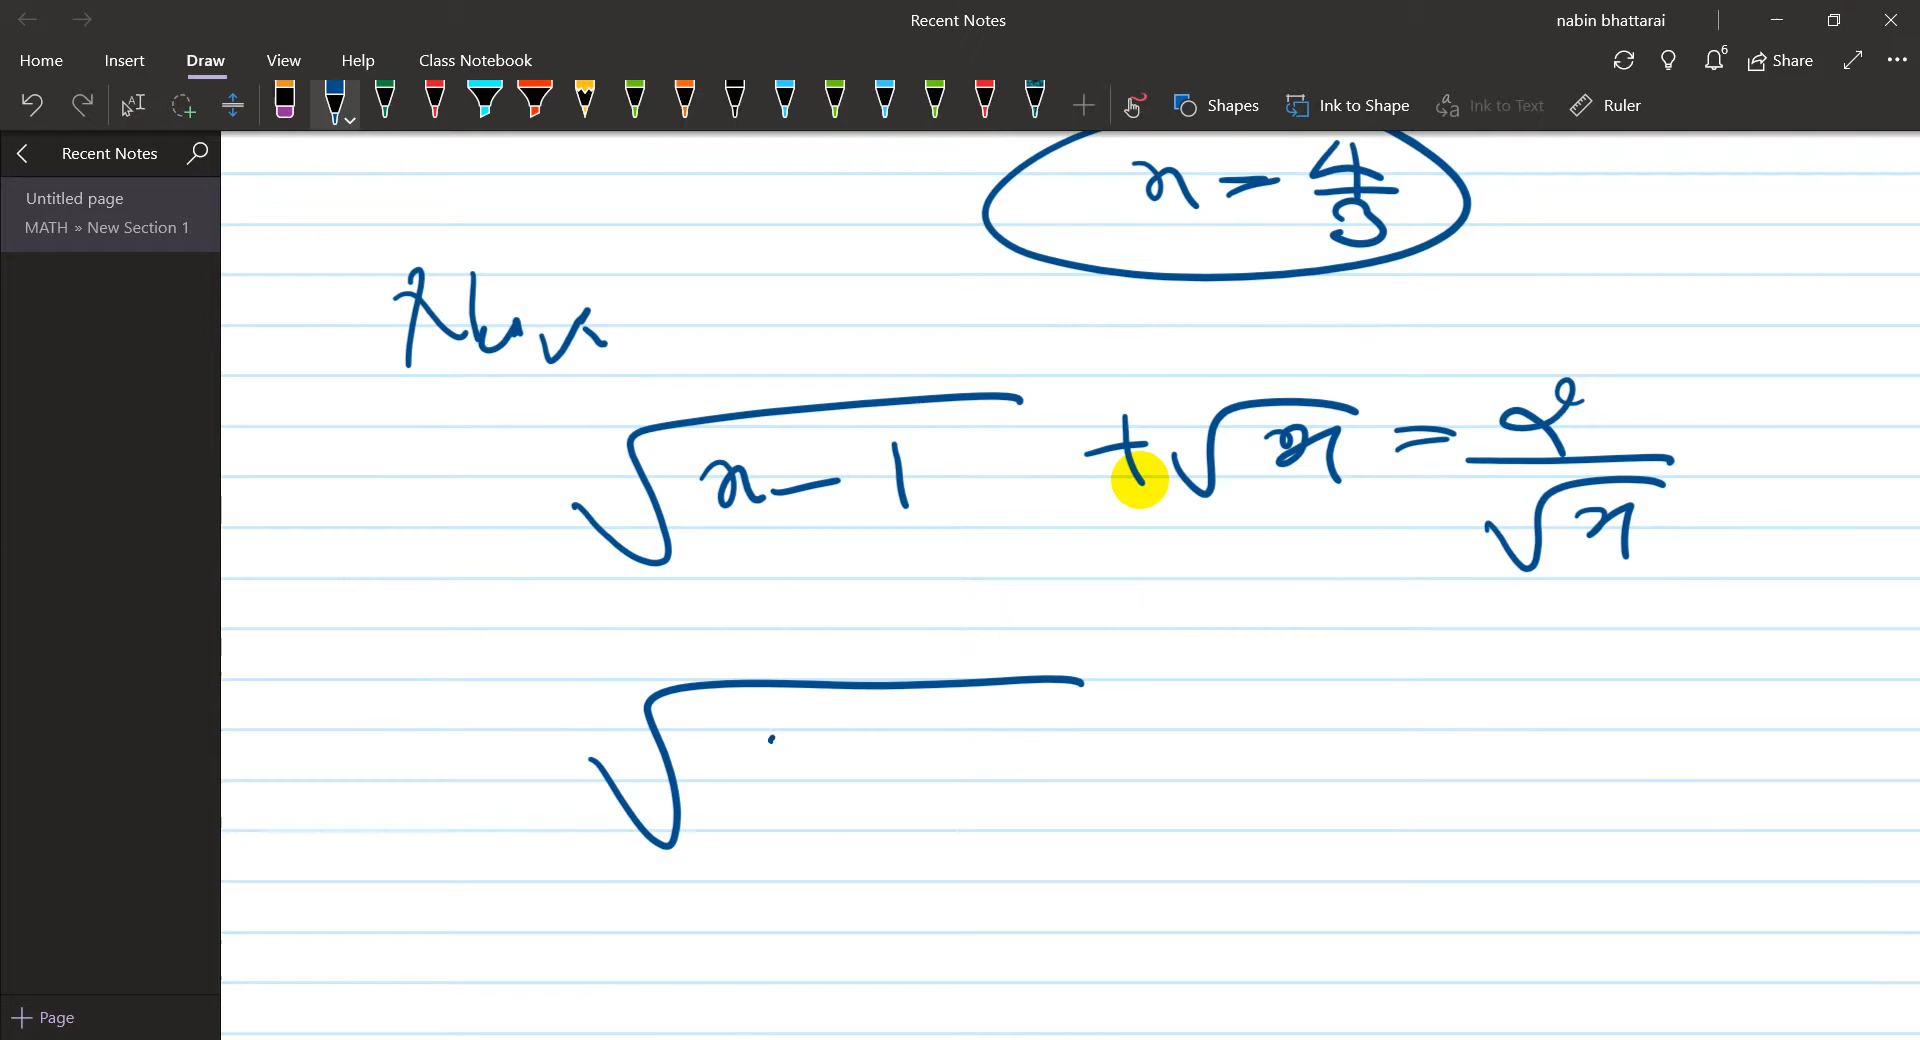 Recent Notes
nabin bhattarai
Home Insert Draw View Help Class Notebook
6
Share
Shapes Ink to Shape Ink to Text Ruler
Recent Notes
Untitled page
MATH » New Section 1
x = 4/3
√(x - 1) + √x = 2/√x
√
Page